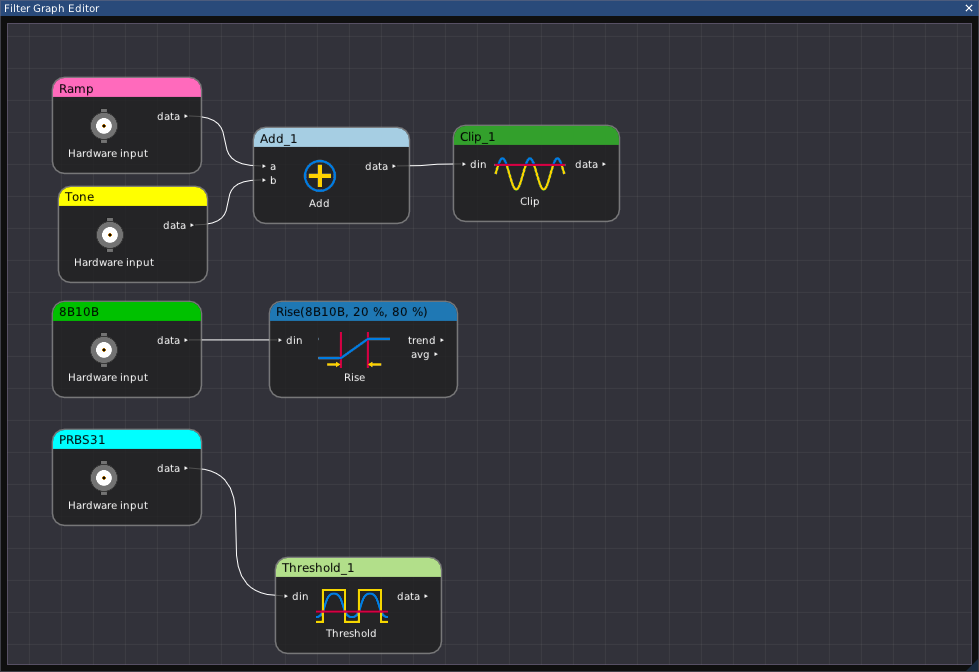 Filter Graph Editor
Ramp
data
Hardware input
Tone
data
Hardware input
Add_1
a
b
data
Add
Clip_1
din
data
Clip
8B10B
data
Hardware input
Rise(8B10B, 20 %, 80 %)
din
trend
avg
Rise
PRBS31
data
Hardware input
Threshold_1
din
data
Threshold